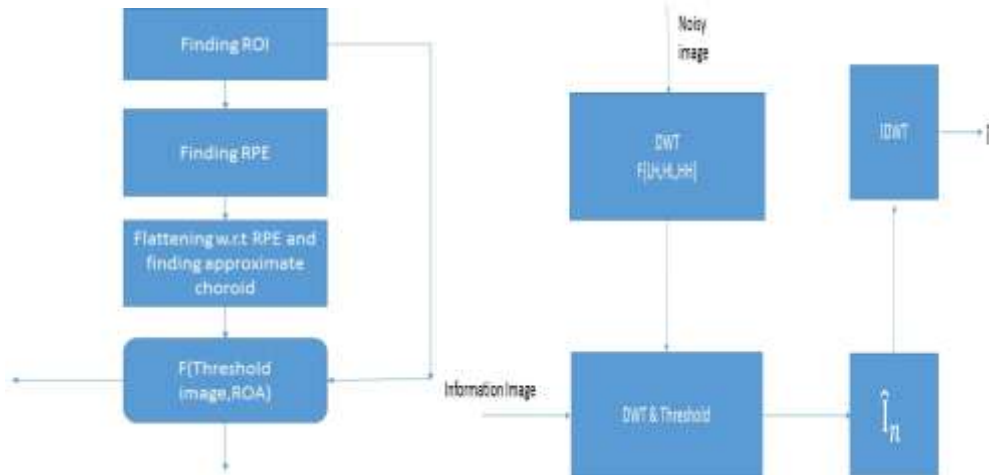 Finding ROI
Finding RPE
Flattening w.r.t RPE and
finding approximate
choroid
F(Threshold
image,ROA)
Noisy
image
DWT
F[LH,HL,HH]
IDWT
Information Image
DWT & Threshold
Î_n